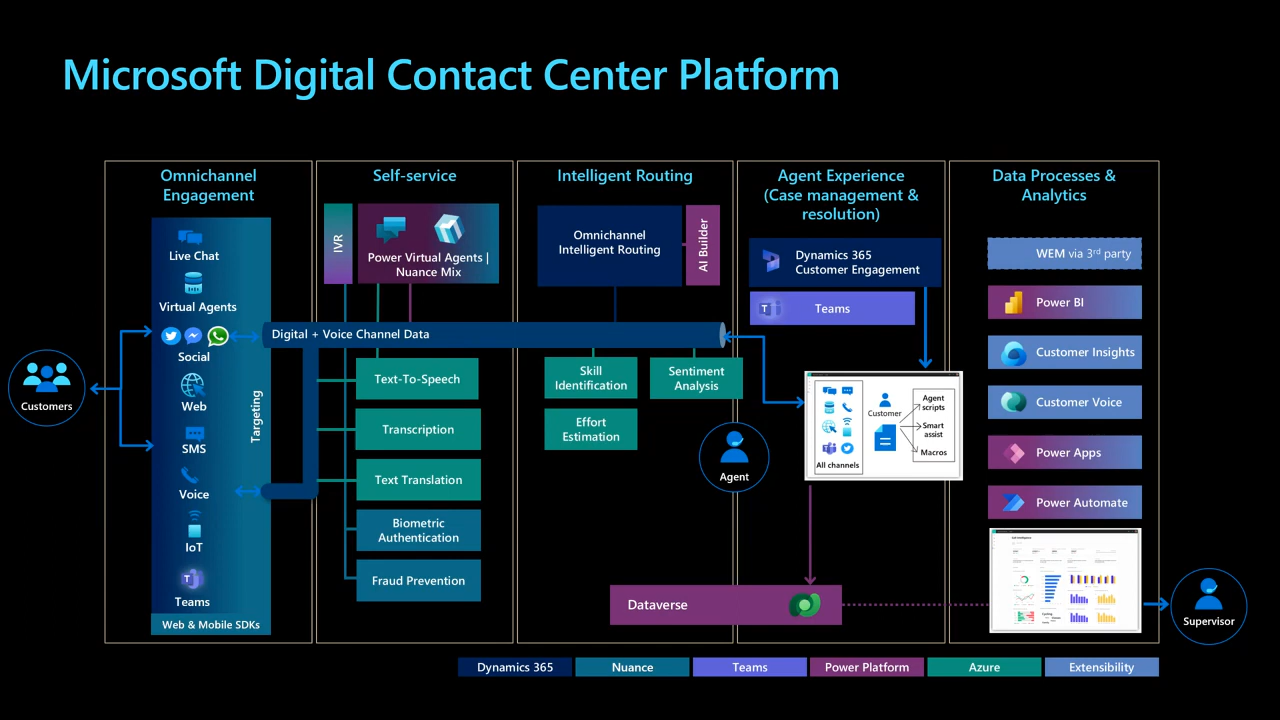 Microsoft Digital Contact Center Platform
Omnichannel
Engagement
Live Chat
Virtual Agents
Social
Web
SMS
Voice
IoT
Teams
Web & Mobile SDKs
Targeting
Customers
Self-service
IVR
Power Virtual Agents |
Nuance Mix
Digital + Voice Channel Data
Text-To-Speech
Transcription
Text Translation
Biometric
Authentication
Fraud Prevention
Intelligent Routing
Omnichannel
Intelligent Routing
AI Builder
Skill
Identification
Sentiment
Analysis
Effort
Estimation
Agent Experience
(Case management &
resolution)
Dynamics 365
Customer Engagement
Teams
All channels
Customer
Agent
scripts
Smart
assist
Macros
Agent
Dataverse
Data Processes &
Analytics
WEM via 3rd party
Power BI
Customer Insights
Customer Voice
Power Apps
Power Automate
Supervisor
Dynamics 365
Nuance
Teams
Power Platform
Azure
Extensibility